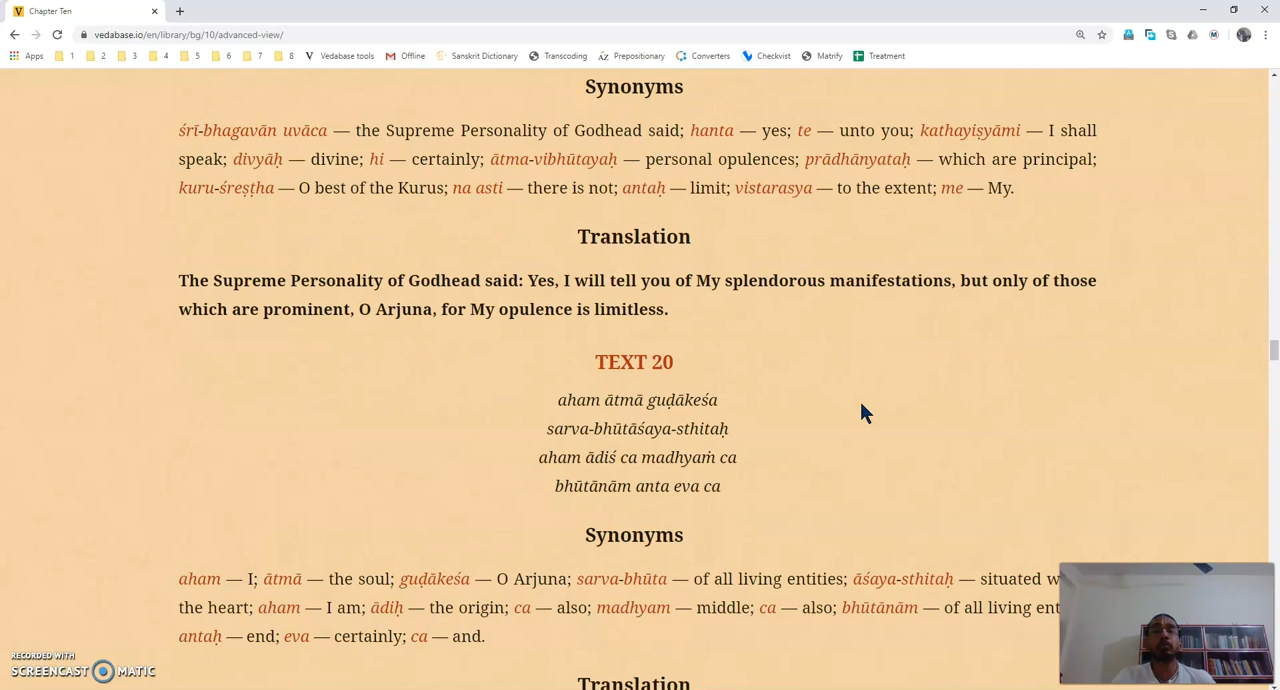 Chapter Ten
vedabase.io/en/library/bg/10/advanced-view/
Apps 1 2 3 4 5 6 7 8 Vedabase tools Offline Sanskrit Dictionary Transcoding Prepositionary Converters Checkvist Matrify Treatment
Synonyms
śrī-bhagavān uvāca — the Supreme Personality of Godhead said; hanta — yes; te — unto you; kathayiṣyāmi — I shall
speak; divyāḥ — divine; hi — certainly; ātma-vibhūtayaḥ — personal opulences; prādhānyataḥ — which are principal;
kuru-śreṣṭha — O best of the Kurus; na asti — there is not; antaḥ — limit; vistarasya — to the extent; me — My.
Translation
The Supreme Personality of Godhead said: Yes, I will tell you of My splendorous manifestations, but only of those
which are prominent, O Arjuna, for My opulence is limitless.
TEXT 20
aham ātmā guḍākeśa
sarva-bhūtāśaya-sthitaḥ
aham ādiś ca madhyaṁ ca
bhūtānām anta eva ca
Synonyms
aham — I; ātmā — the soul; guḍākeśa — O Arjuna; sarva-bhūta — of all living entities; āśaya-sthitaḥ — situated
the heart; aham — I am; ādiḥ — the origin; ca — also; madhyam — middle; ca — also; bhūtānām — of all living
antaḥ — end; eva — certainly; ca — and.
RECORDED WITH
SCREENCAST MATIC
Translation